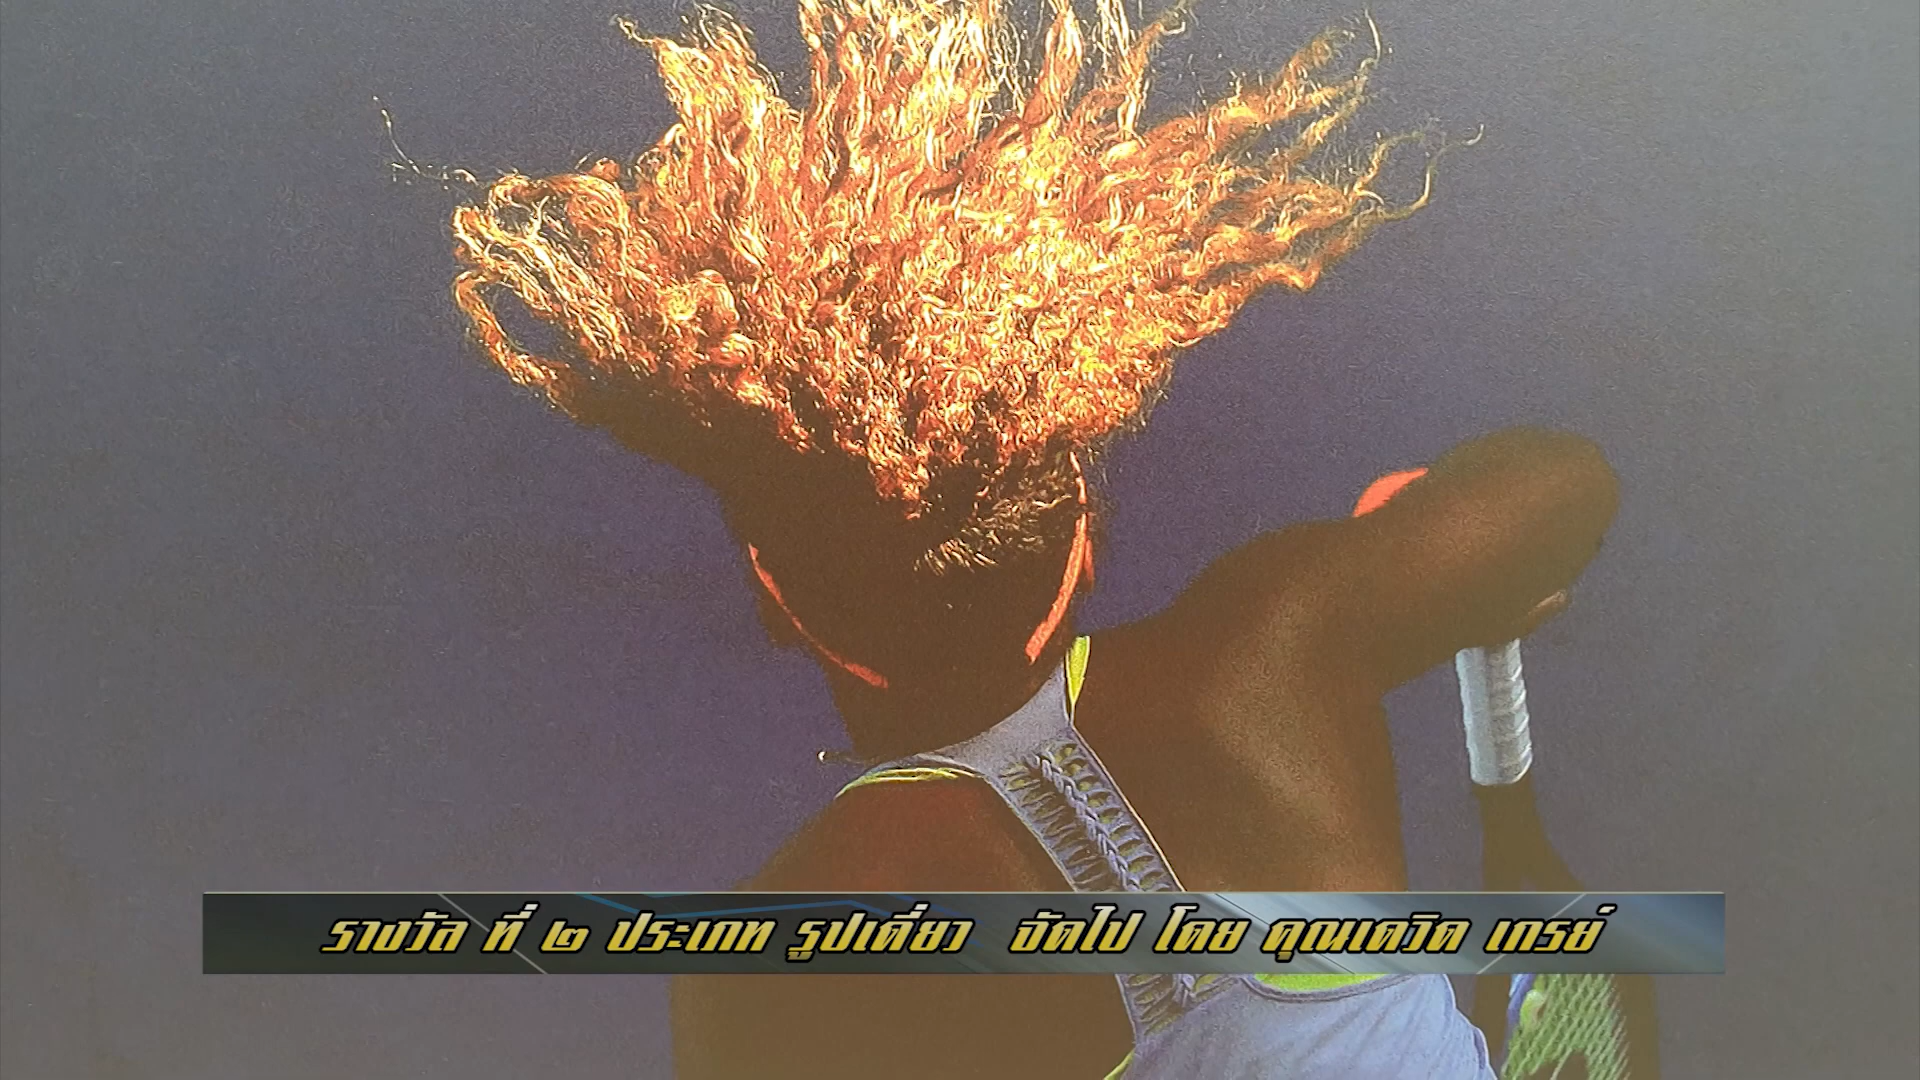 รางวัล ที่ ๒ ประเภท รูปเดี่ยว จัดไป โดย คุณเดวิด เกรย์